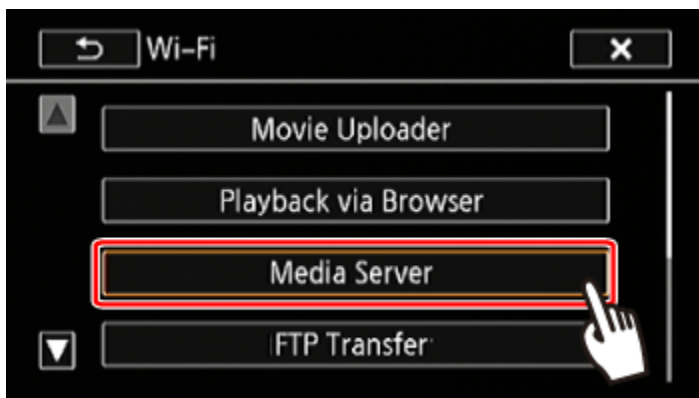 Wi-Fi
Movie Uploader
Playback via Browser
Media Server
FTP Transfer